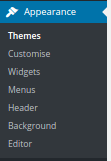 Appearance
Themes
Customise
Widgets
Menus
Header
Background
Editor